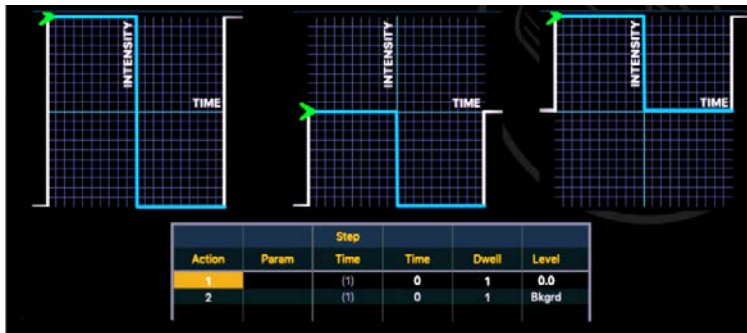 INTENSITY
TIME
INTENSITY
TIME
INTENSITY
TIME
Step
Action Param Time Time Dwell Level
1 (1) 0 1 0.0
2 (1) 0 1 Bkgrd